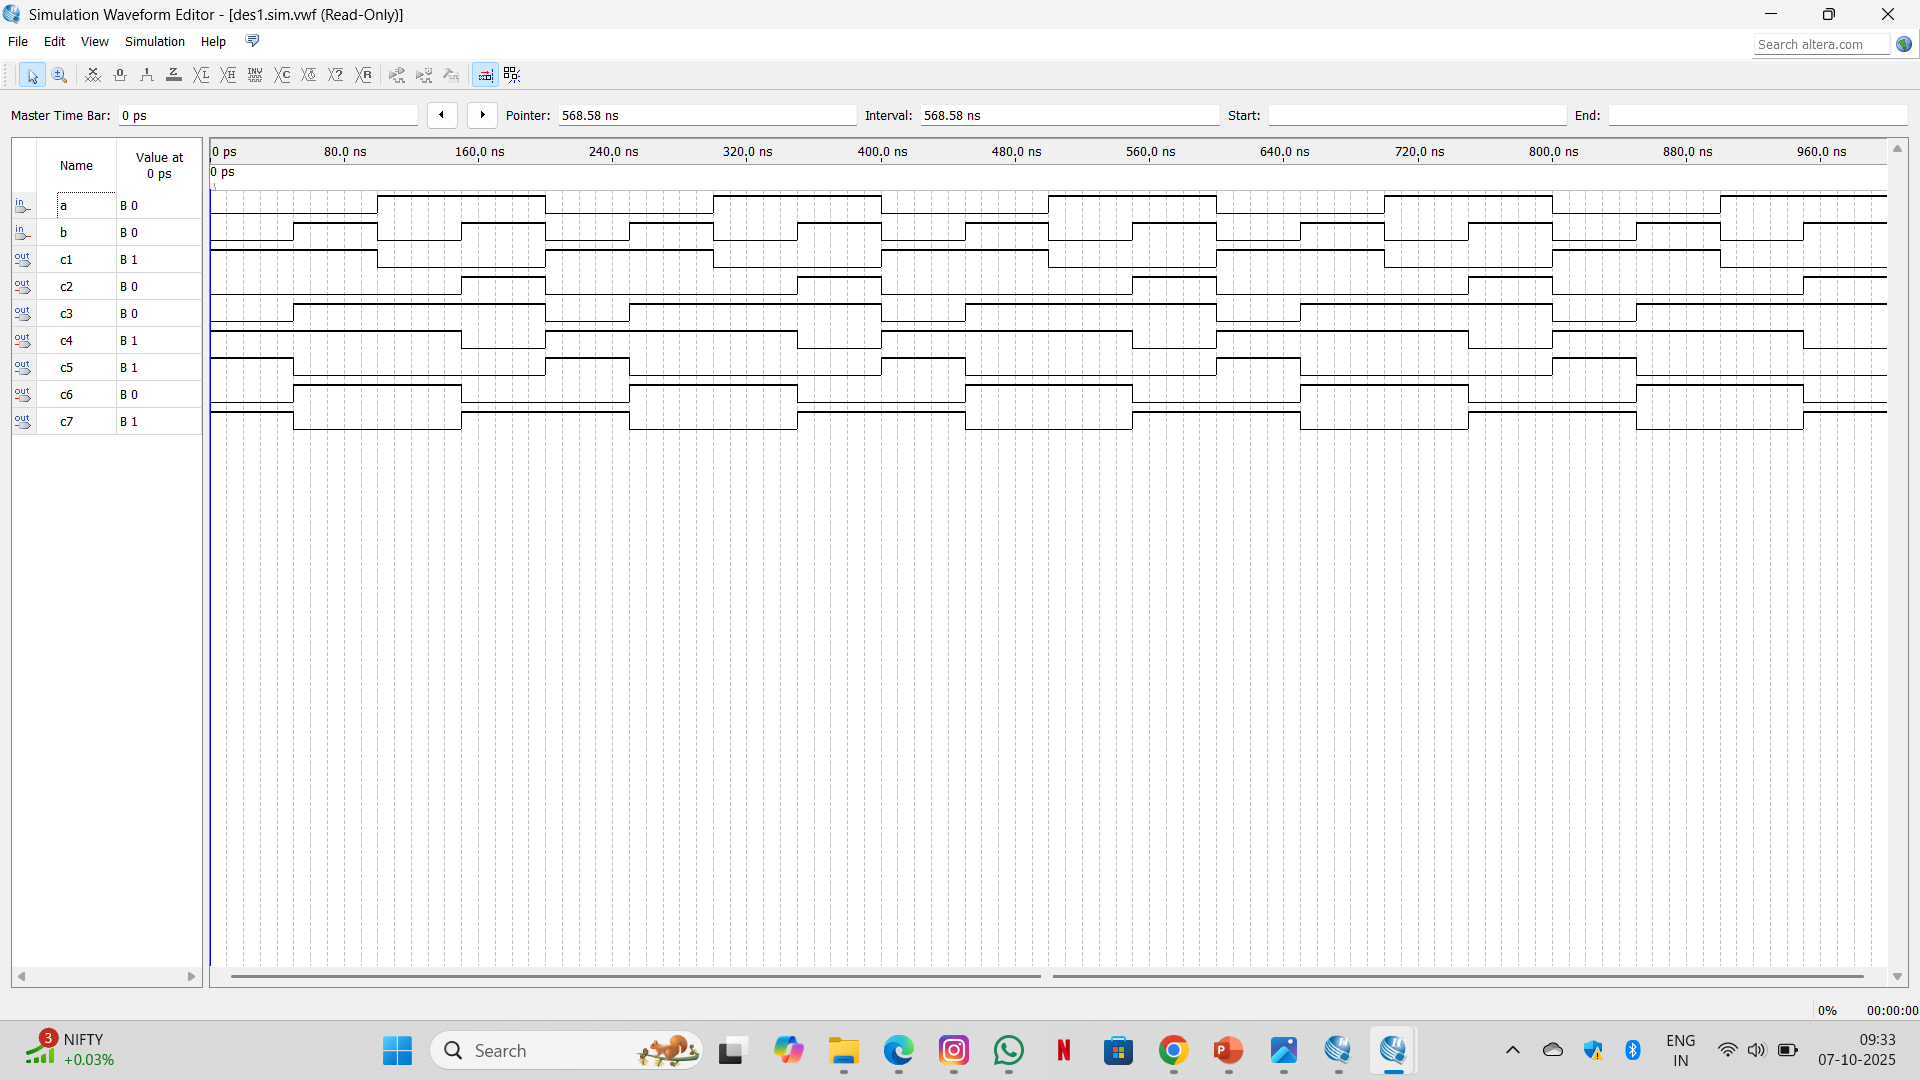 Simulation Waveform Editor - [des1.sim.vwf (Read-Only)]
File Edit View Simulation Help
Search altera.com
Master Time Bar: 0 ps Pointer: 568.58 ns Interval: 568.58 ns Start: End:
Name Value at 0 ps
0 ps 80.0 ns 160.0 ns 240.0 ns 320.0 ns 400.0 ns 480.0 ns 560.0 ns 640.0 ns 720.0 ns 800.0 ns 880.0 ns 960.0 ns
0 ps
in a B 0
in b B 0
out c1 B 1
out c2 B 0
out c3 B 0
out c4 B 1
out c5 B 1
out c6 B 0
out c7 B 1
0% 00:00:00
3 NIFTY
+0.03%
Search
ENG
IN
09:33
07-10-2025